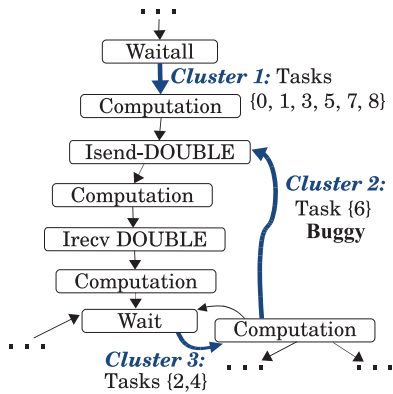 . . .
Waitall
Cluster 1: Tasks
{0, 1, 3, 5, 7, 8}
Computation
Isend-DOUBLE
Computation
Cluster 2:
Task {6}
Buggy
Irecv DOUBLE
Computation
Wait
Computation
. . .
Cluster 3:
Tasks {2,4}
. . .
. . .